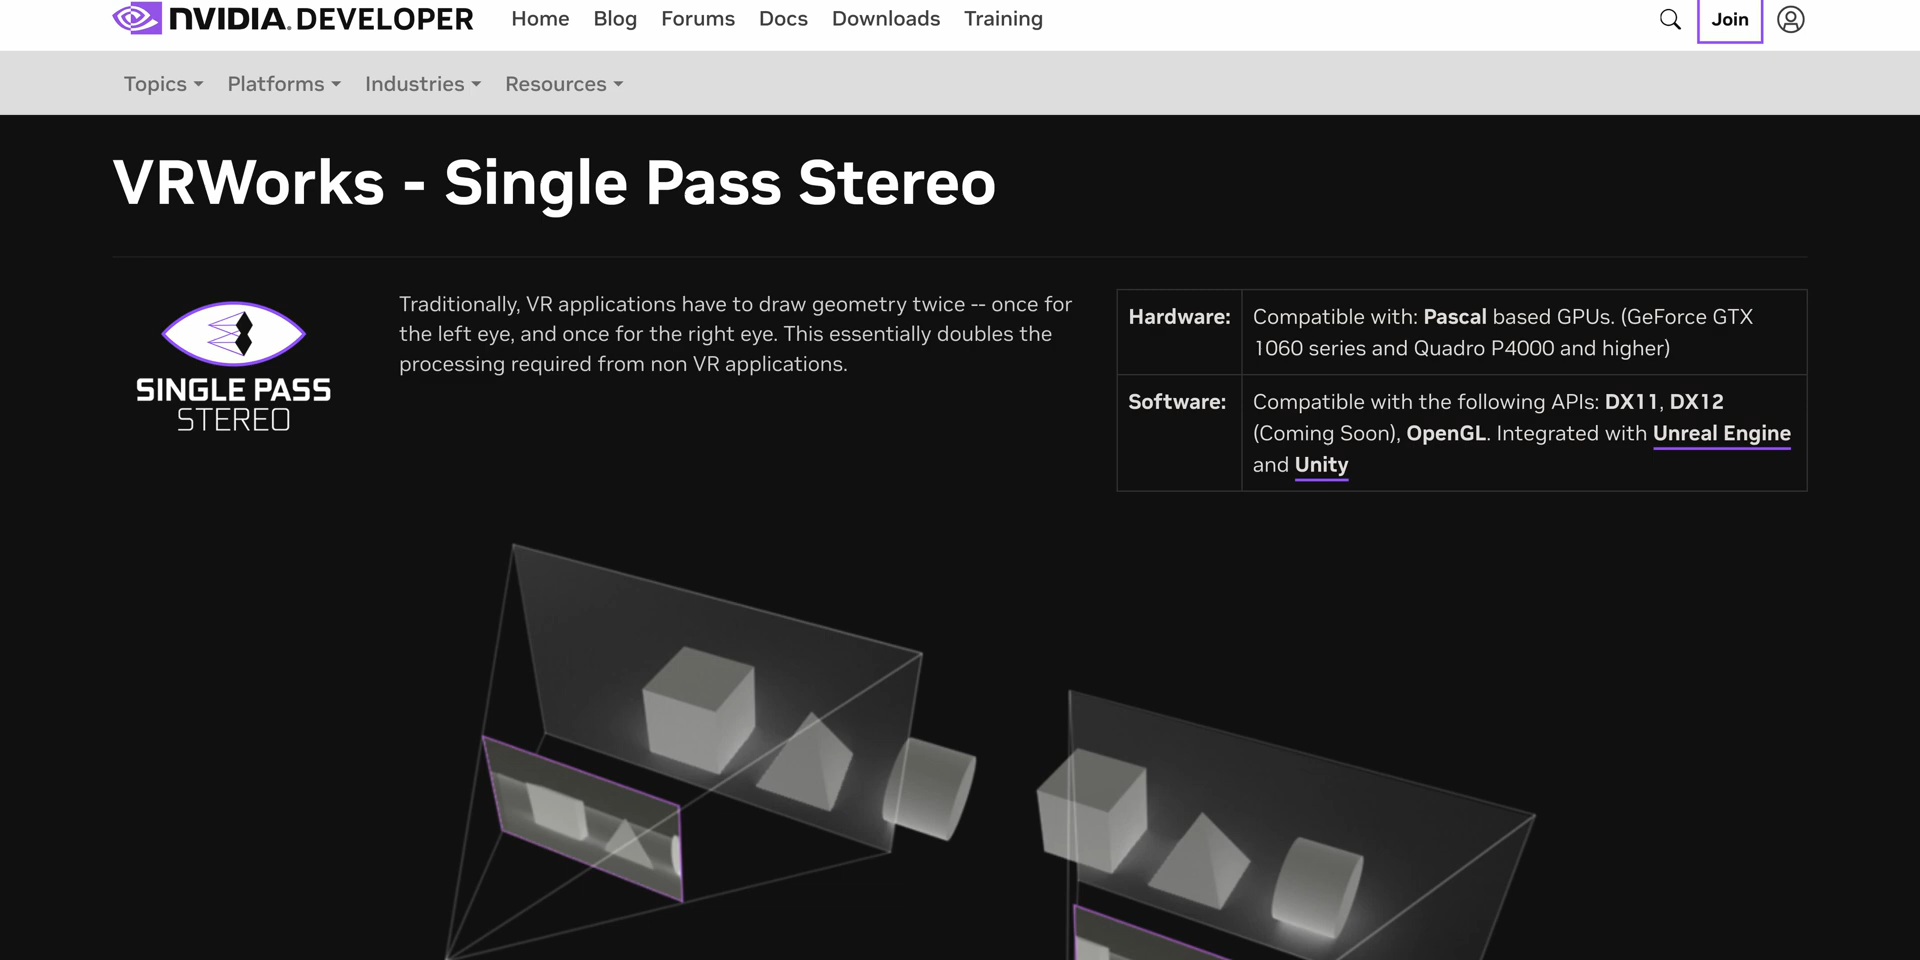 NVIDIA. DEVELOPER Home Blog Forums Docs Downloads Training Join
Topics Platforms Industries Resources
VRWorks - Single Pass Stereo
SINGLE PASS
STEREO
Traditionally, VR applications have to draw geometry twice -- once for
the left eye, and once for the right eye. This essentially doubles the
processing required from non VR applications.
Hardware: Compatible with: Pascal based GPUs. (GeForce GTX
1060 series and Quadro P4000 and higher)
Software: Compatible with the following APIs: DX11, DX12
(Coming Soon), OpenGL. Integrated with Unreal Engine
and Unity